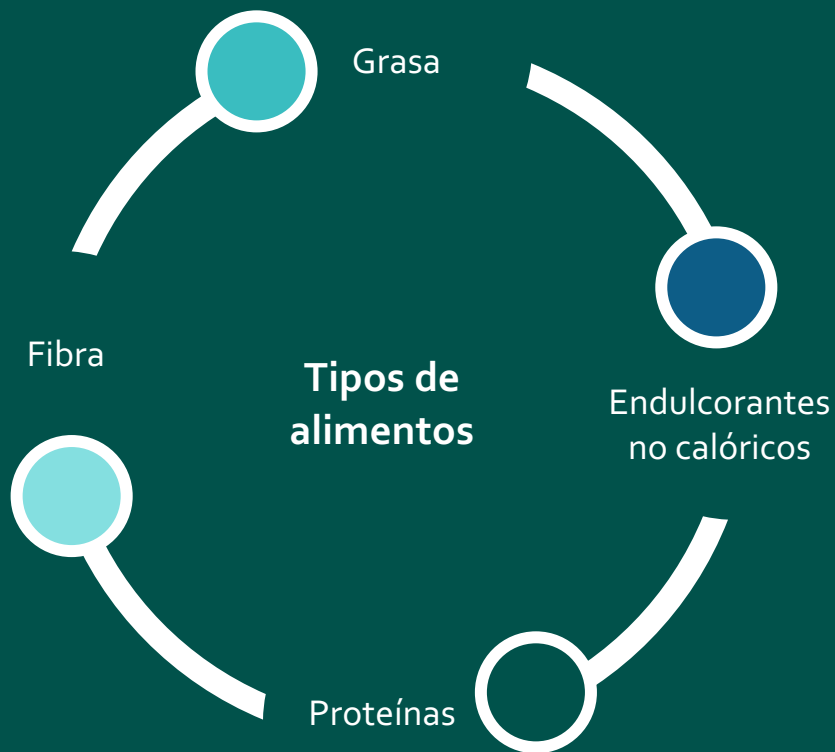 Grasa
Fibra
Tipos de
alimentos
Endulcorantes
no calóricos
Proteínas